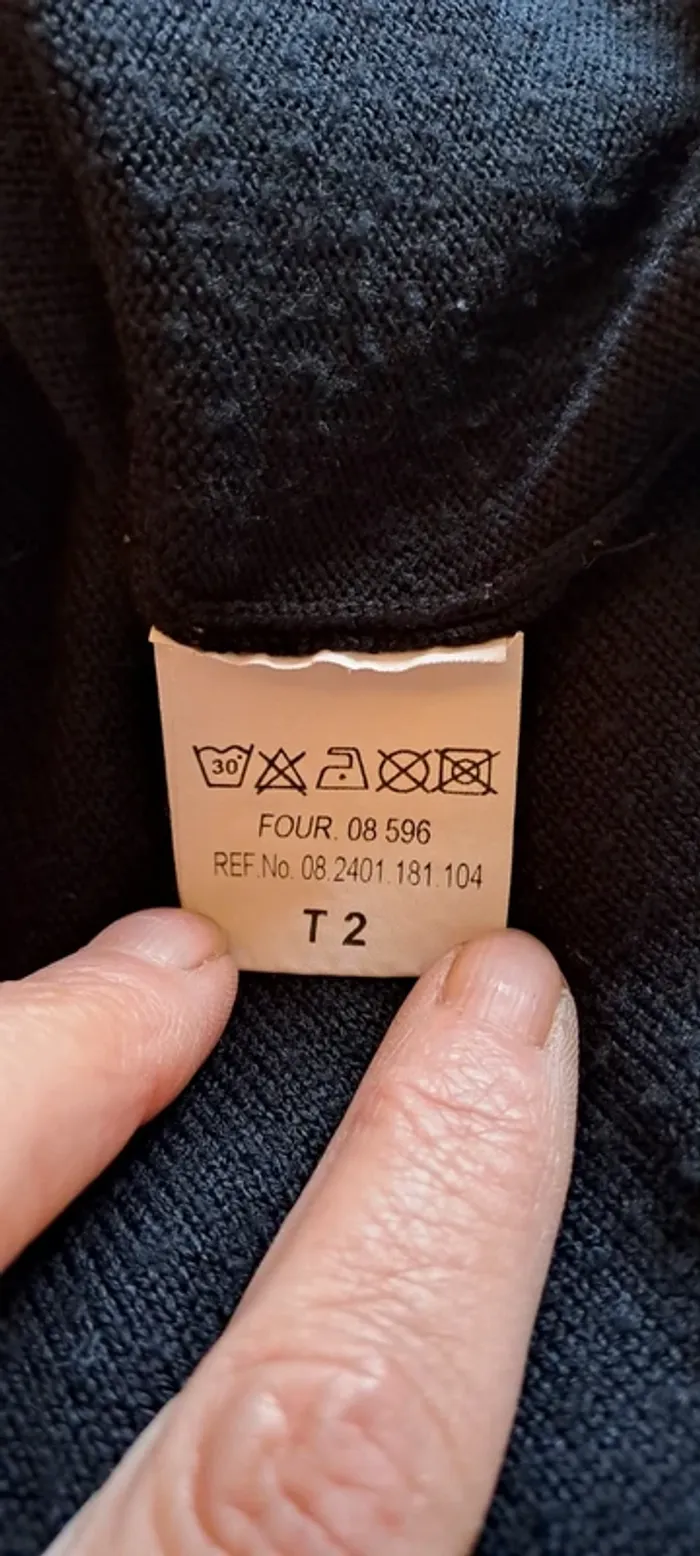 30°
FOUR. 08 596
REF.No. 08.2401.181.104
T 2